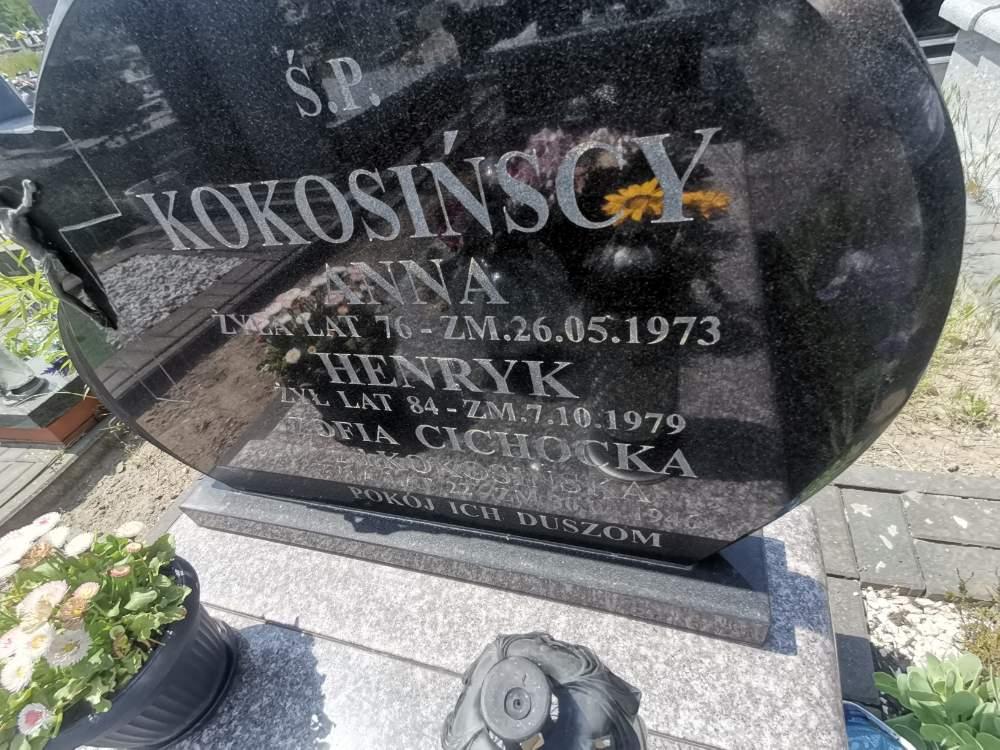 Ś.P.
KOKOSIŃSCY
ANNA
ŻYŁA LAT 76 - ZM.26.05.1973
HENRYK
ŻYŁ LAT 84 - ZM.7.10.1979
ZOFIA CICHOCKA
KOKOSIŃSKA
POKÓJ ICH DUSZOM